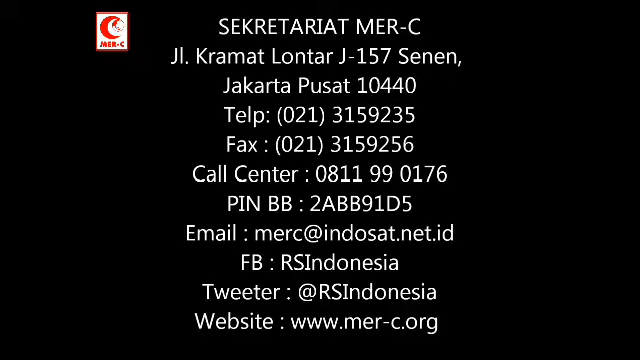 MER-C
SEKRETARIAT MER-C
Jl. Kramat Lontar J-157 Senen,
Jakarta Pusat 10440
Telp: (021) 3159235
Fax : (021) 3159256
Call Center : 0811 99 0176
PIN BB : 2ABB91D5
Email : merc@indosat.net.id
FB : RSIndonesia
Tweeter : @RSIndonesia
Website : www.mer-c.org